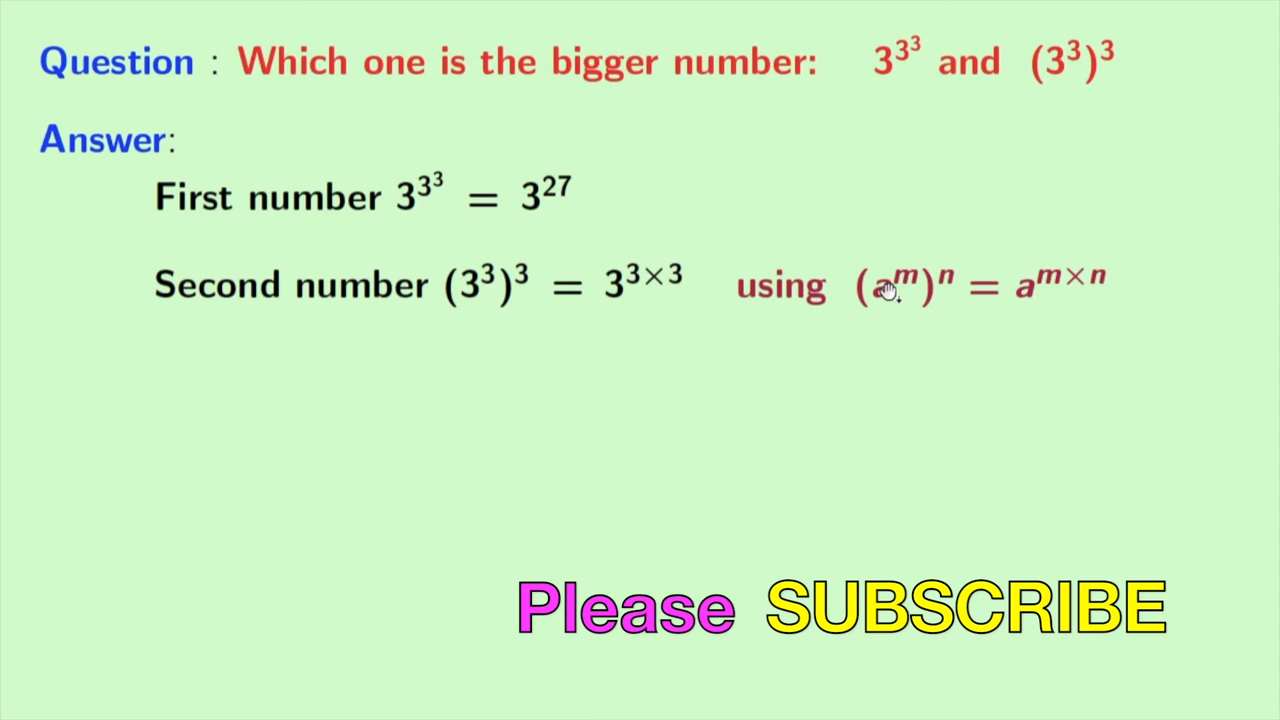 Question : Which one is the bigger number: 3^{3^3} and (3^3)^3
Answer:
First number 3^{3^3} = 3^{27}
Second number (3^3)^3 = 3^{3×3} using (a^m)^n = a^{m×n}
Please SUBSCRIBE